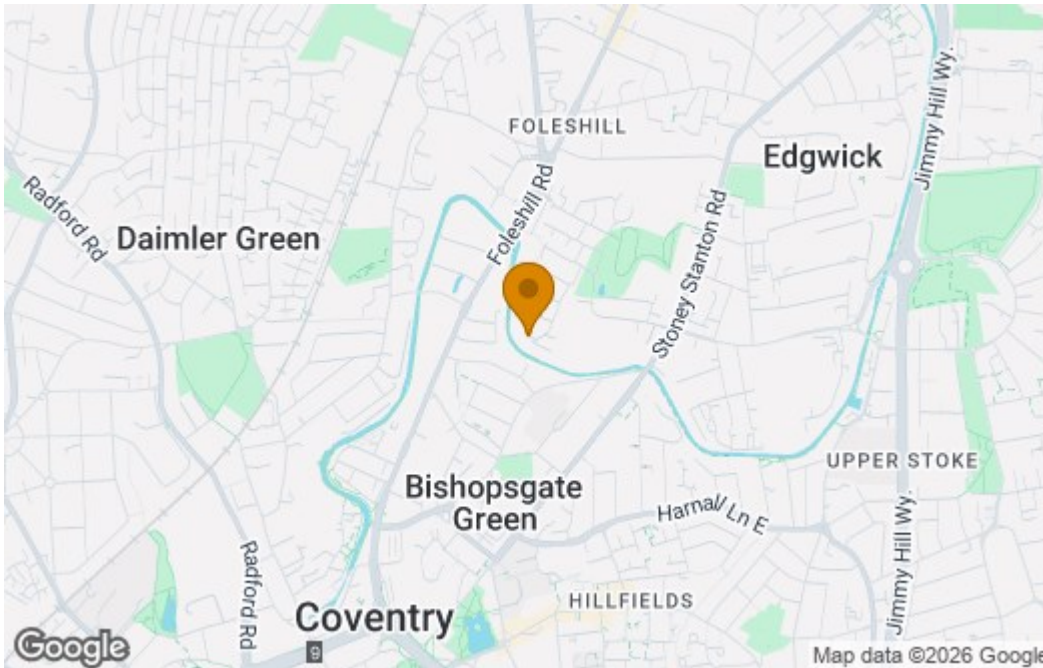 FOLESHILL
Edgwick
Jimmy Hill Wy.
Radford Rd
Foleshill Rd
Stoney Stanton Rd
Daimler Green
UPPER STOKE
Bishopsgate
Green
Harnal/ Ln E
Radford Rd
Jimmy Hill Wy.
HILLFIELDS
Coventry
9
Google
Map data ©2026 Google